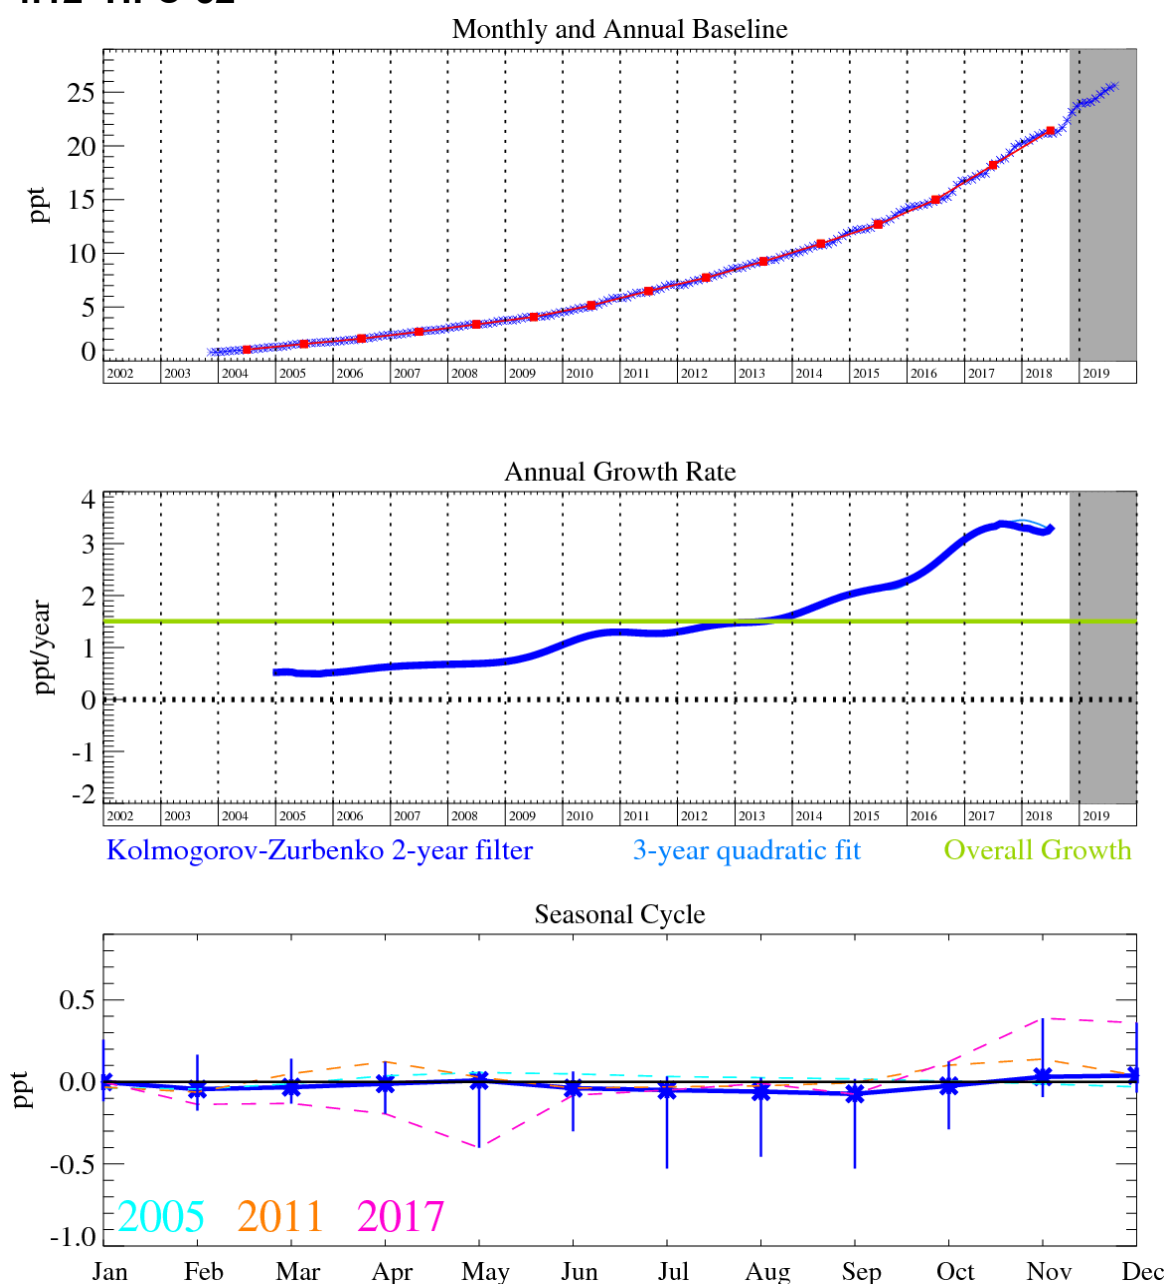 Monthly and Annual Baseline
25
20
15
10
5
0
ppt
2002 2003 2004 2005 2006 2007 2008 2009 2010 2011 2012 2013 2014 2015 2016 2017 2018 2019
Annual Growth Rate
4
3
2
1
0
-1
-2
ppt/year
2002 2003 2004 2005 2006 2007 2008 2009 2010 2011 2012 2013 2014 2015 2016 2017 2018 2019
Kolmogorov-Zurbenko 2-year filter 3-year quadratic fit Overall Growth
Seasonal Cycle
0.5
0.0
-0.5
-1.0
ppt
2005 2011 2017
Jan Feb Mar Apr May Jun Jul Aug Sep Oct Nov Dec